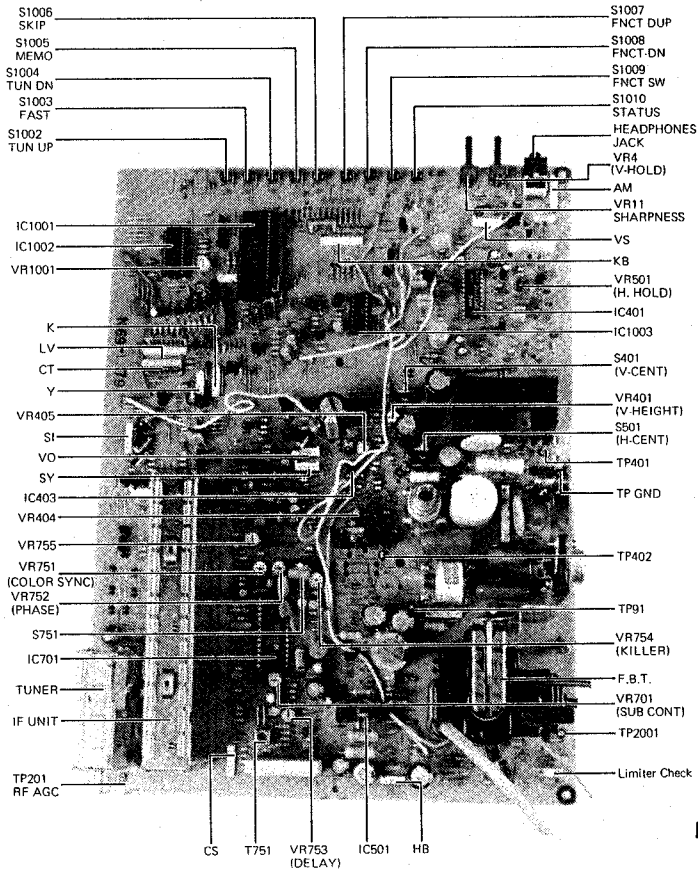 S1006
SKIP
S1005
MEMO
S1004
TUN DN
S1003
FAST
S1002
TUN UP
S1007
FNCT DUP
S1008
FNCT-DN
S1009
FNCT SW
S1010
STATUS
HEADPHONES
JACK
VR4
(V-HOLD)
AM
VR11
SHARPNESS
VS
KB
VR501
(H. HOLD)
IC401
IC1003
S401
(V-CENT)
VR401
(V-HEIGHT)
S501
(H-CENT)
TP401
TP GND
TP402
TP91
VR754
(KILLER)
F.B.T.
VR701
(SUB CONT)
TP2001
Limiter Check
IC1001
IC1002
VR1001
K
LV
CT
Y
VR405
SI
VO
SY
IC403
VR404
VR755
VR751
(COLOR SYNC)
VR752
(PHASE)
S751
IC701
TUNER
IF UNIT
TP201
RF AGC
CS
T751
VR753
(DELAY)
IC501
HB